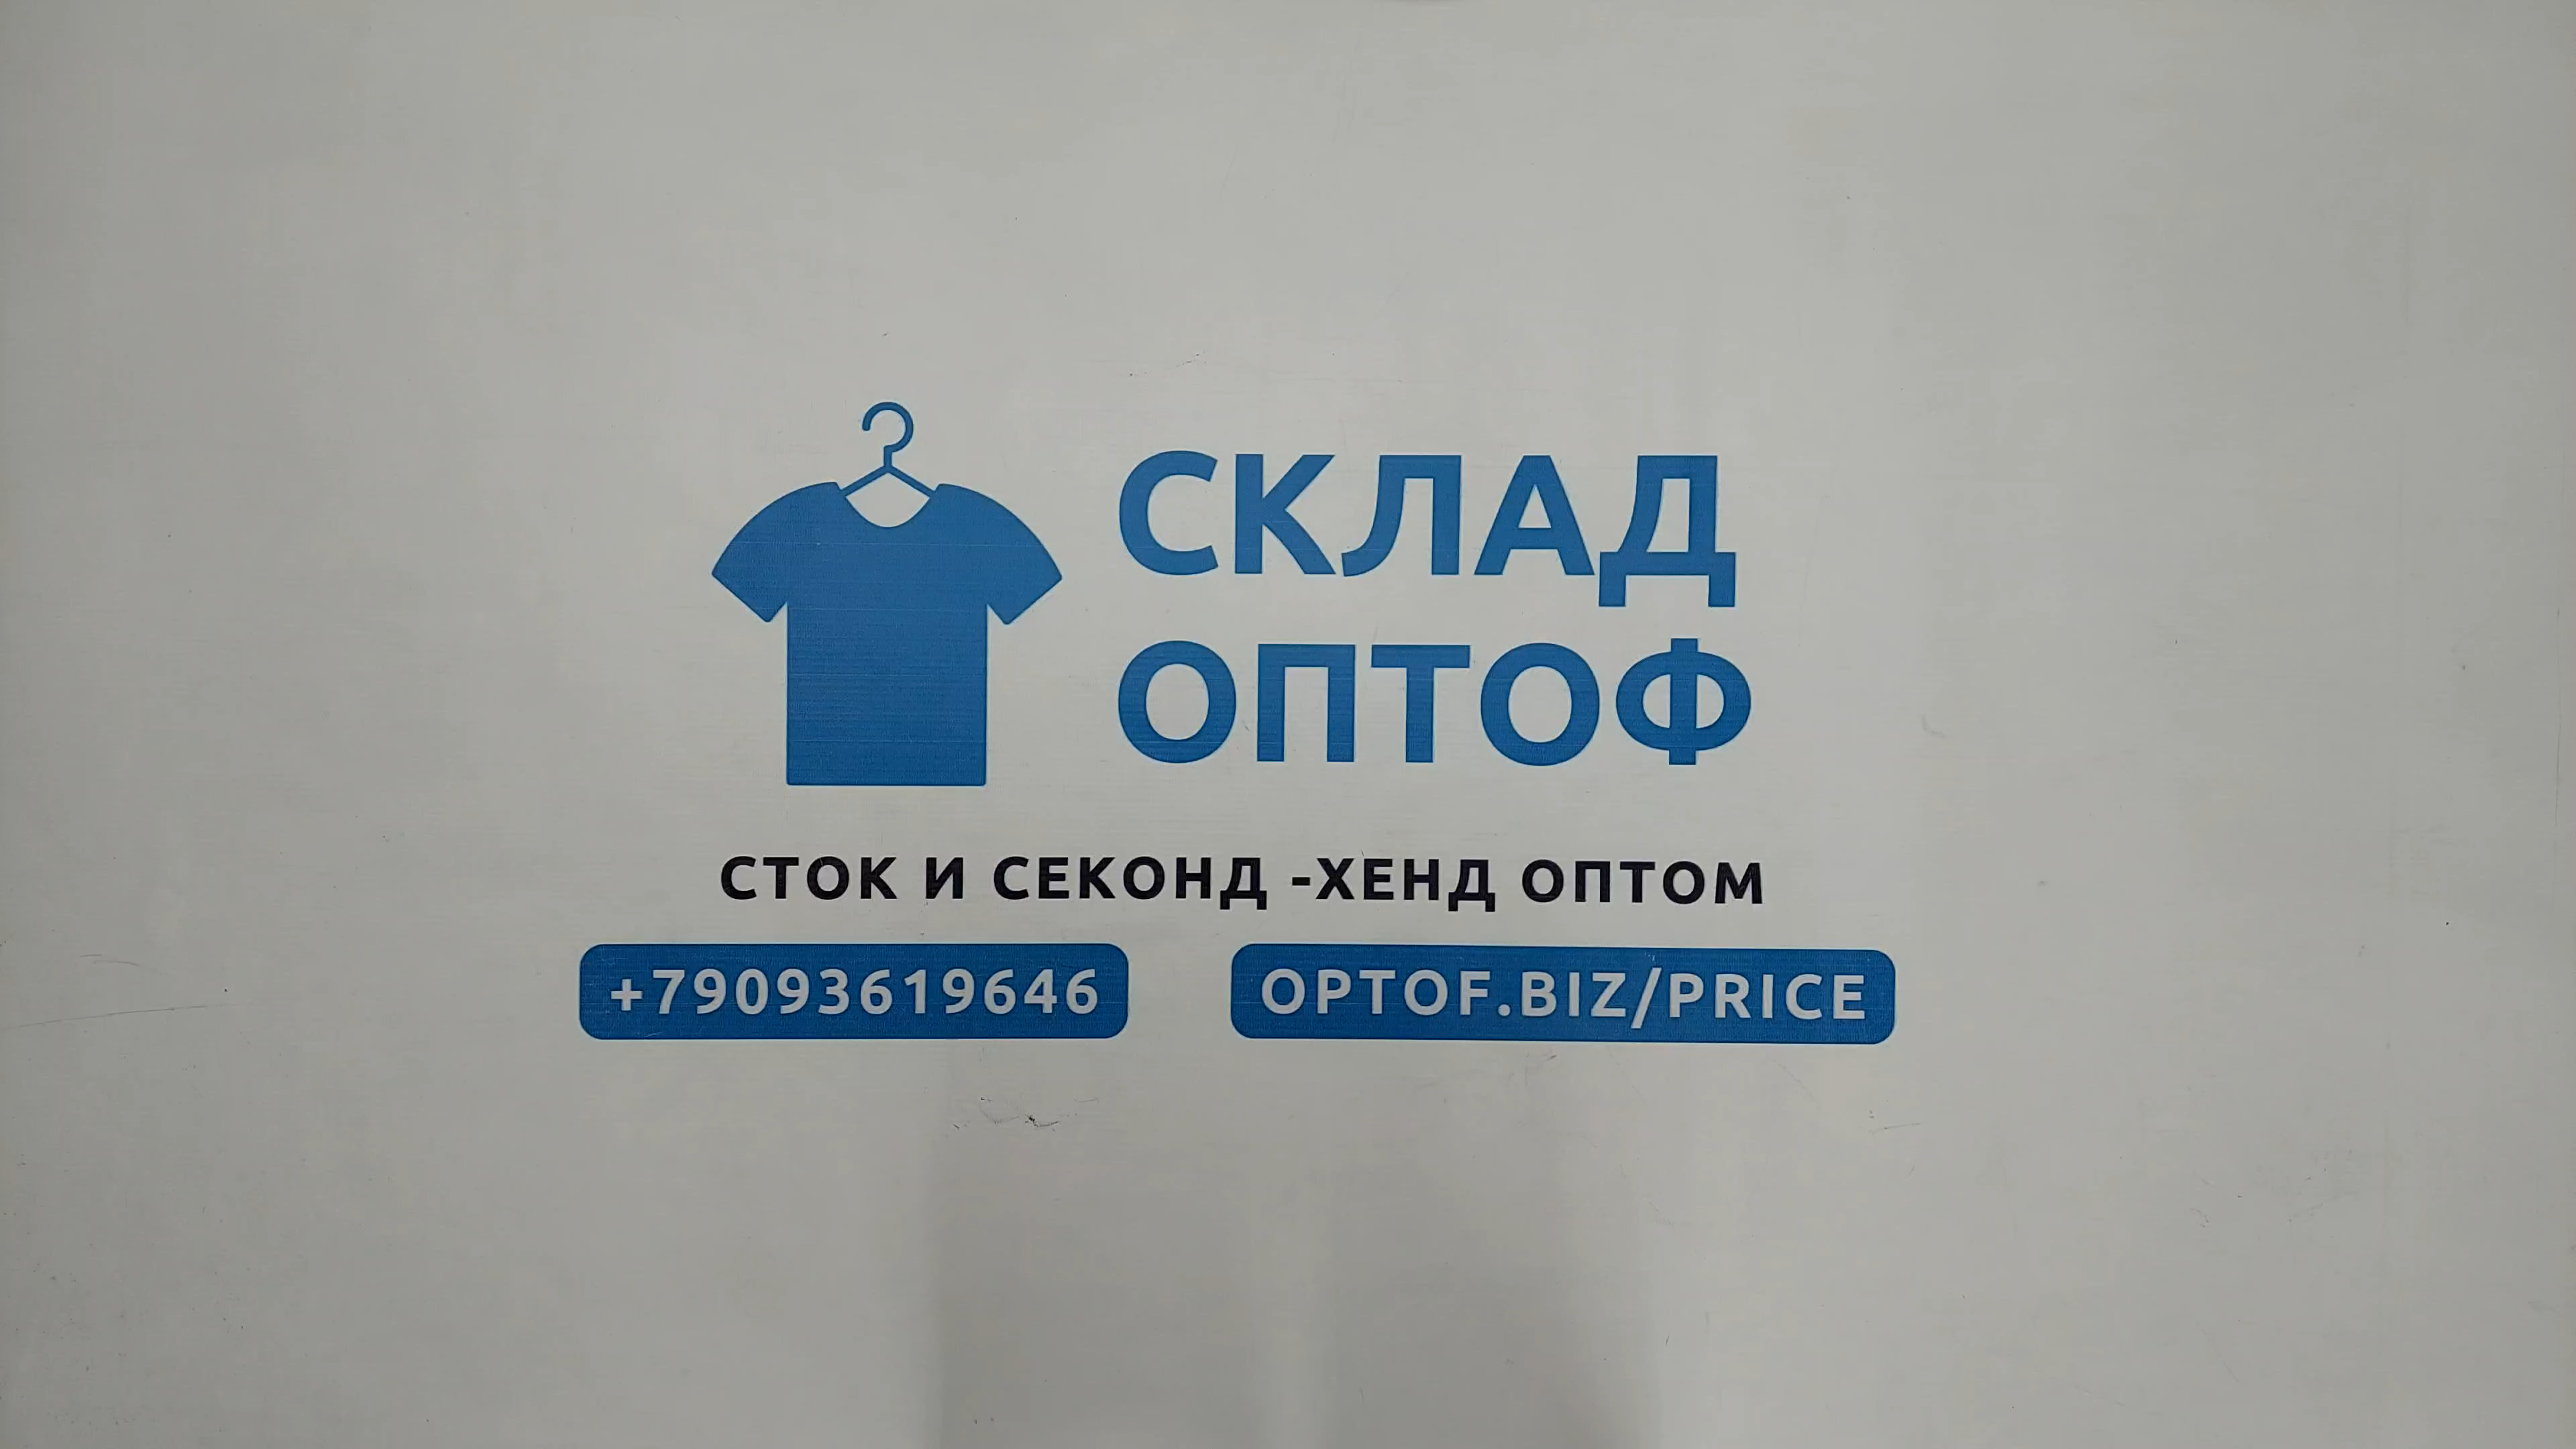 СКЛАД
ОПТОФ
СТОК И СЕКОНД -ХЕНД ОПТОМ
+79093619646
OPTOF.BIZ/PRICE